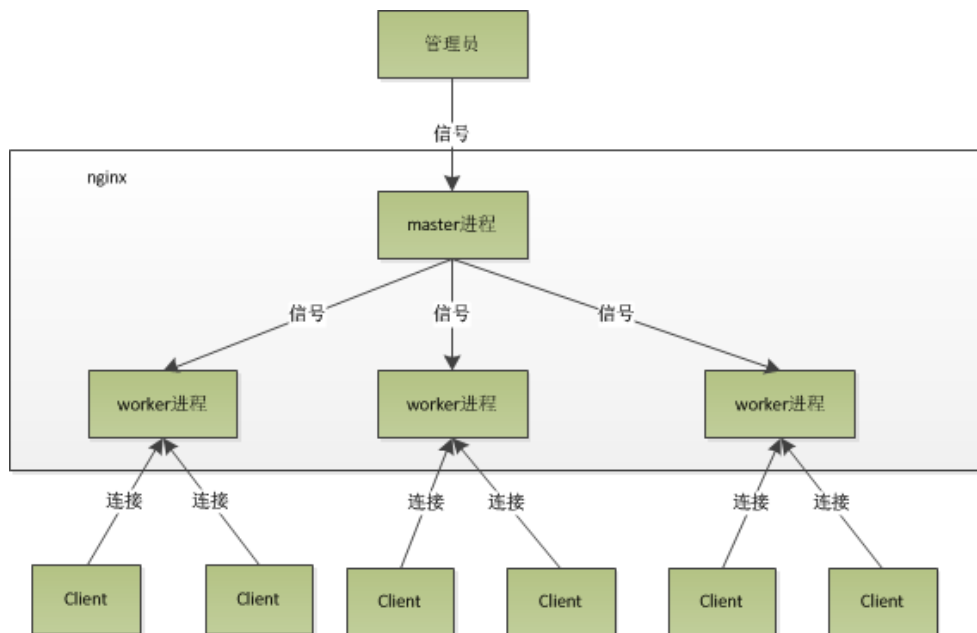 管理员
信号
nginx
master进程
信号
信号
信号
worker进程
worker进程
worker进程
连接
连接
连接
连接
连接
连接
Client
Client
Client
Client
Client
Client